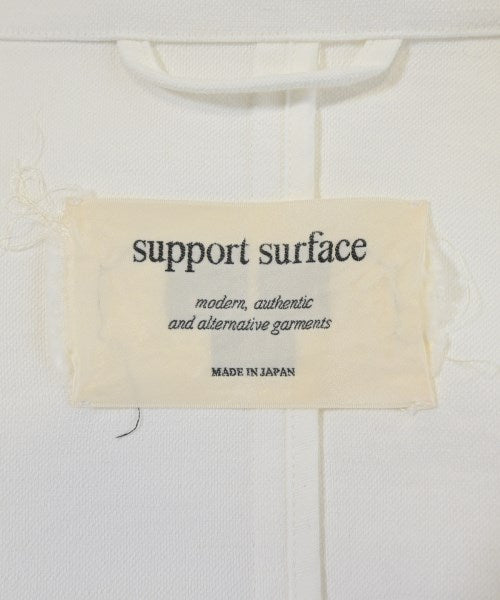 support surface
modern, authentic
and alternative garments
MADE IN JAPAN